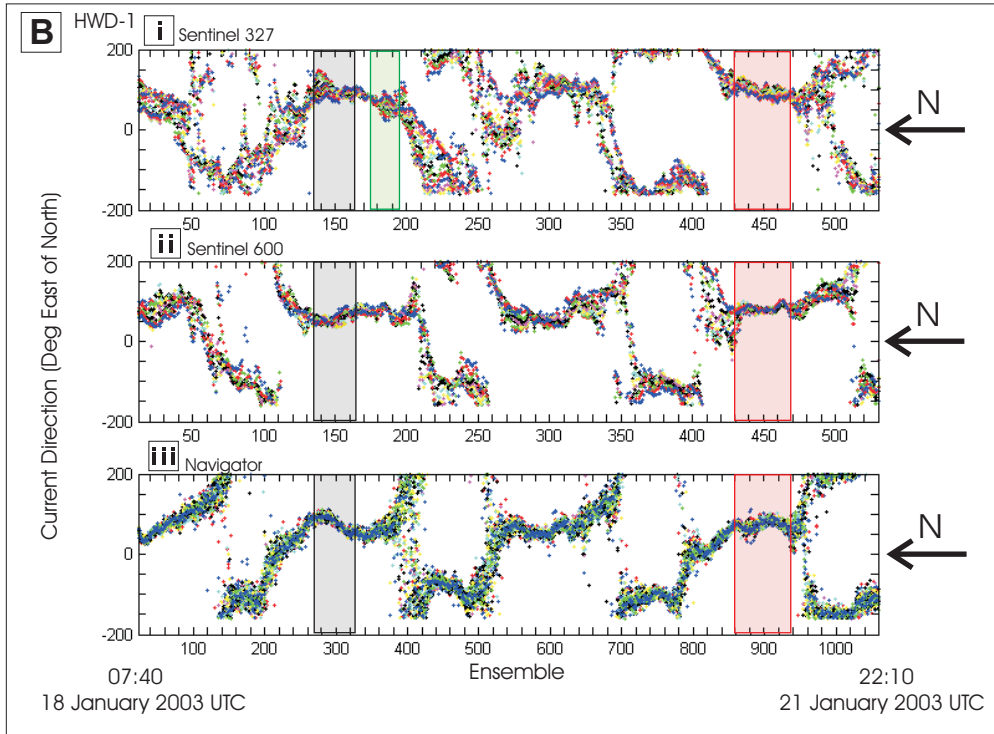 B HWD-1
i Sentinel 327
200
0
-200
50 100 150 200 250 300 350 400 450 500
N
ii Sentinel 600
200
0
-200
50 100 150 200 250 300 350 400 450 500
N
iii Navigator
200
0
-200
100 200 300 400 500 600 700 800 900 1000
N
Current Direction (Deg East of North)
Ensemble
07:40
18 January 2003 UTC
22:10
21 January 2003 UTC